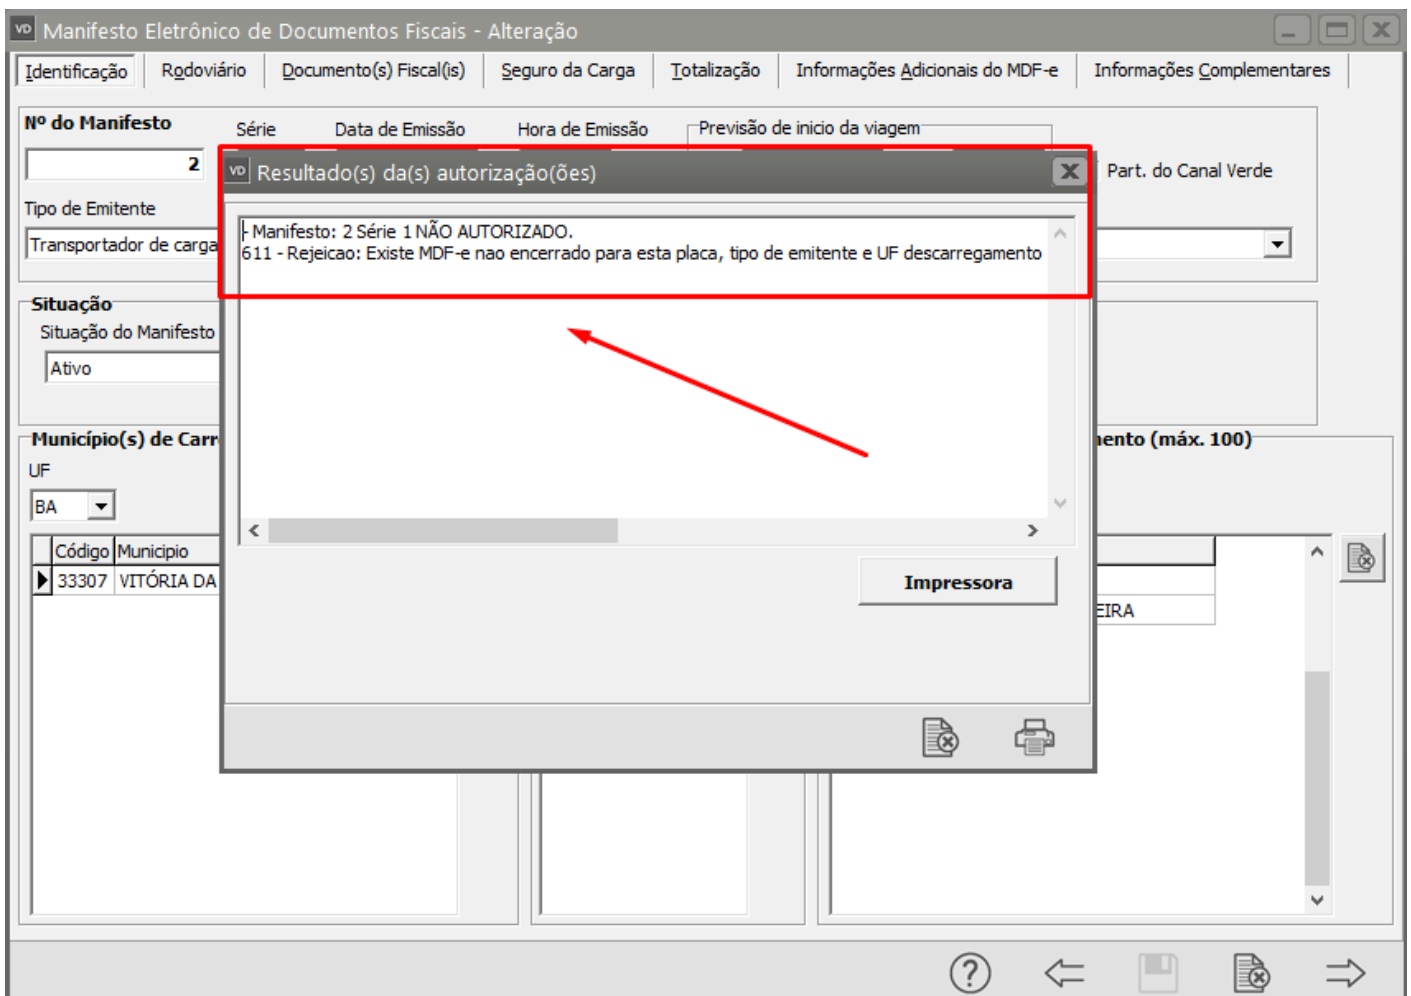 VD Manifesto Eletrônico de Documentos Fiscais - Alteração
Identificação Rodoviário Documento(s) Fiscal(is) Seguro da Carga Totalização Informações Adicionais do MDF-e Informações Complementares
Nº do Manifesto Série Data de Emissão Hora de Emissão Previsão de inicio da viagem
2
Part. do Canal Verde
VD Resultado(s) da(s) autorização(ões)
Tipo de Emitente
Transportador de carga
- Manifesto: 2 Série 1 NÃO AUTORIZADO.
611 - Rejeicao: Existe MDF-e nao encerrado para esta placa, tipo de emitente e UF descarregamento
Situação
Situação do Manifesto
Ativo
Município(s) de Carr
mento (máx. 100)
UF
BA
Código Municipio
33307 VITÓRIA DA
EIRA
Impressora